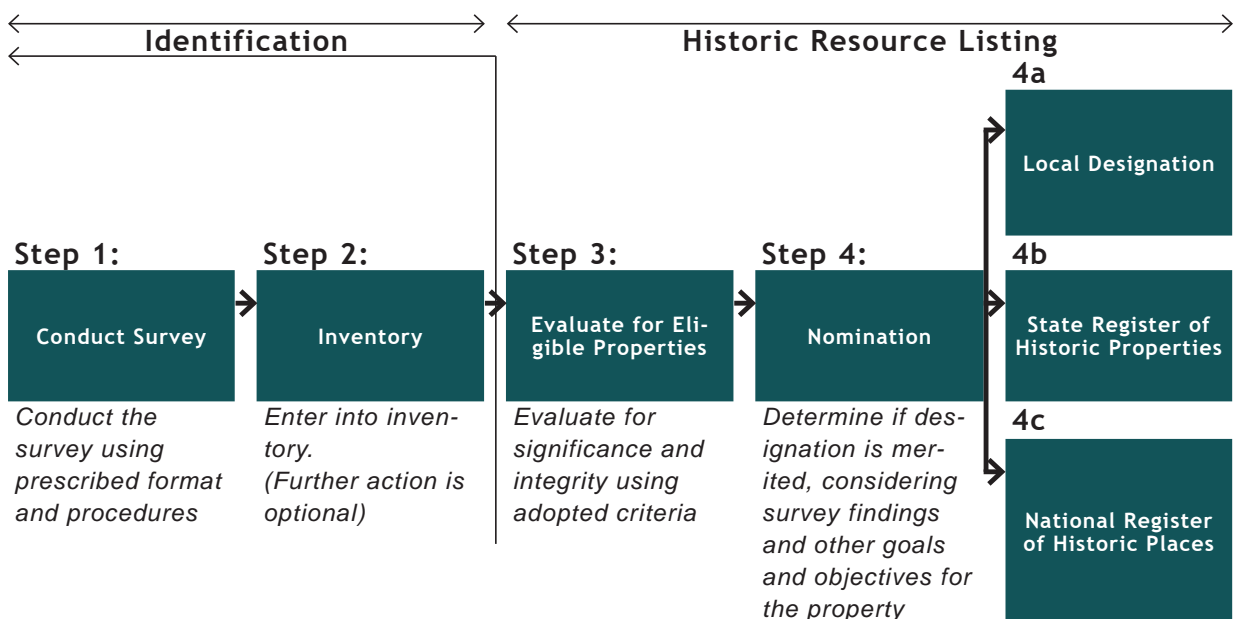 Identification
Historic Resource Listing
Step 1:
Conduct Survey
Conduct the
survey using
prescribed format
and procedures
Step 2:
Inventory
Enter into inven-
tory.
(Further action is
optional)
Step 3:
Evaluate for Eli-
gible Properties
Evaluate for
significance and
integrity using
adopted criteria
Step 4:
Nomination
Determine if des-
ignation is mer-
ited, considering
survey findings
and other goals
and objectives for
the property
4a
Local Designation
4b
State Register of
Historic Properties
4c
National Register
of Historic Places